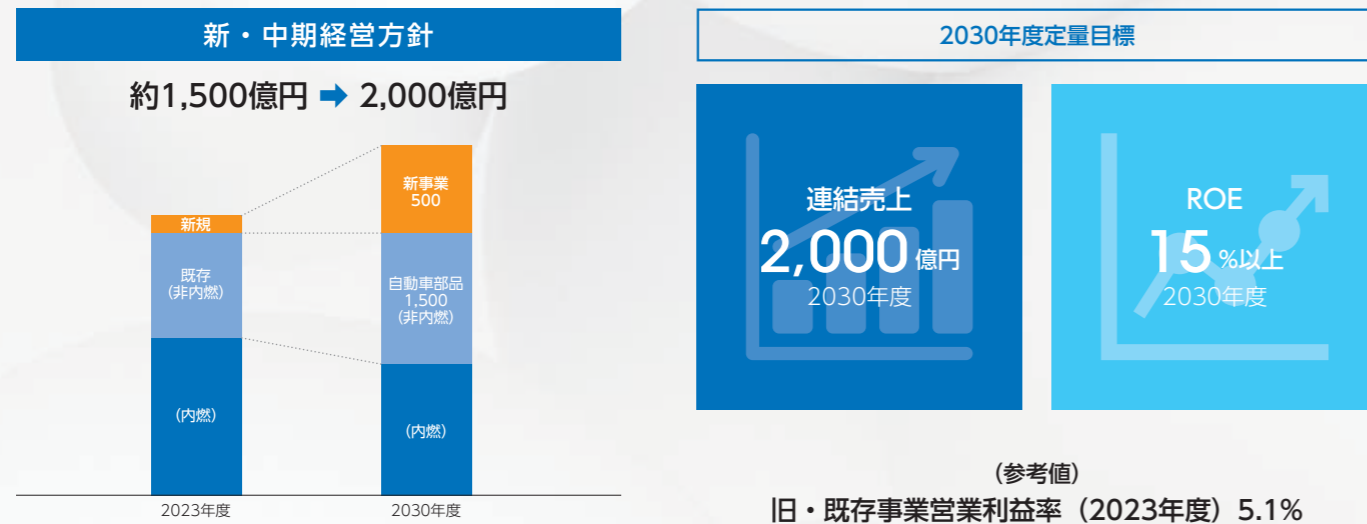 新・中期経営方針
約1,500億円 ➡ 2,000億円
新規
既存
(非内燃)
(内燃)
2023年度
新事業
500
自動車部品
1,500
(非内燃)
(内燃)
2030年度
2030年度定量目標
連結売上
2,000 億円
2030年度
ROE
15 %以上
2030年度
(参考値)
旧・既存事業営業利益率（2023年度）5.1%